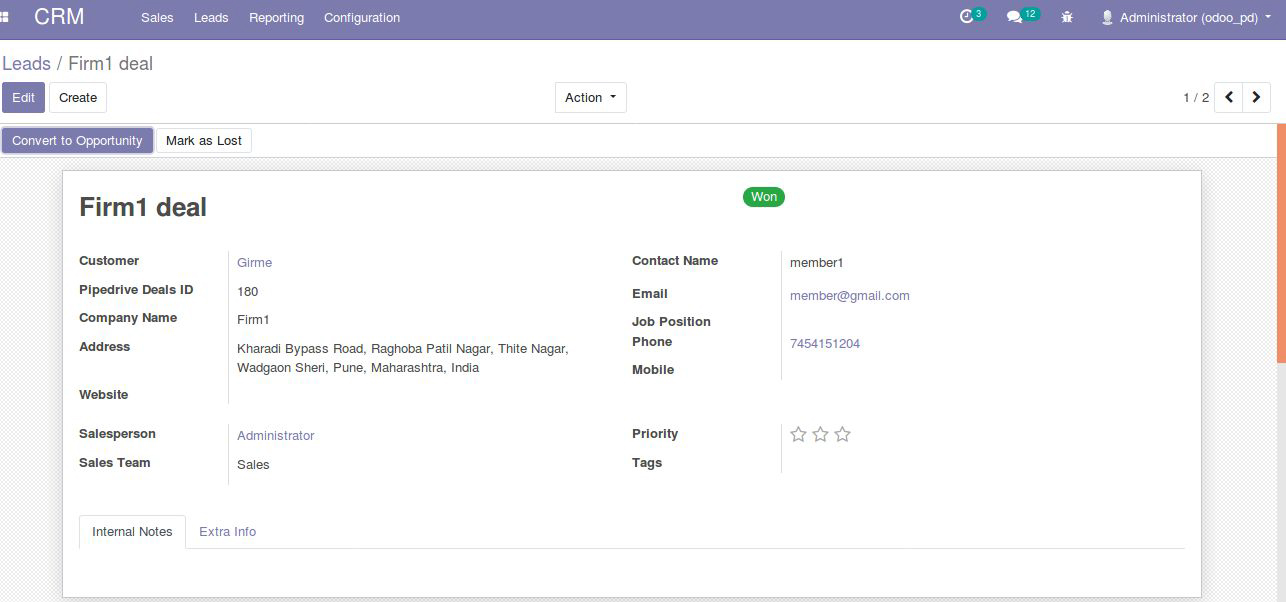 CRM Sales Leads Reporting Configuration 3 12 Administrator (odoo_pd)
Leads / Firm1 deal
Edit Create Action 1 / 2
Convert to Opportunity Mark as Lost
Won
Firm1 deal
Customer Girme
Pipedrive Deals ID 180
Company Name Firm1
Address Kharadi Bypass Road, Raghoba Patil Nagar, Thite Nagar,
Wadgaon Sheri, Pune, Maharashtra, India
Website
Contact Name member1
Email member@gmail.com
Job Position
Phone 7454151204
Mobile
Salesperson Administrator
Sales Team Sales
Priority
Tags
Internal Notes Extra Info